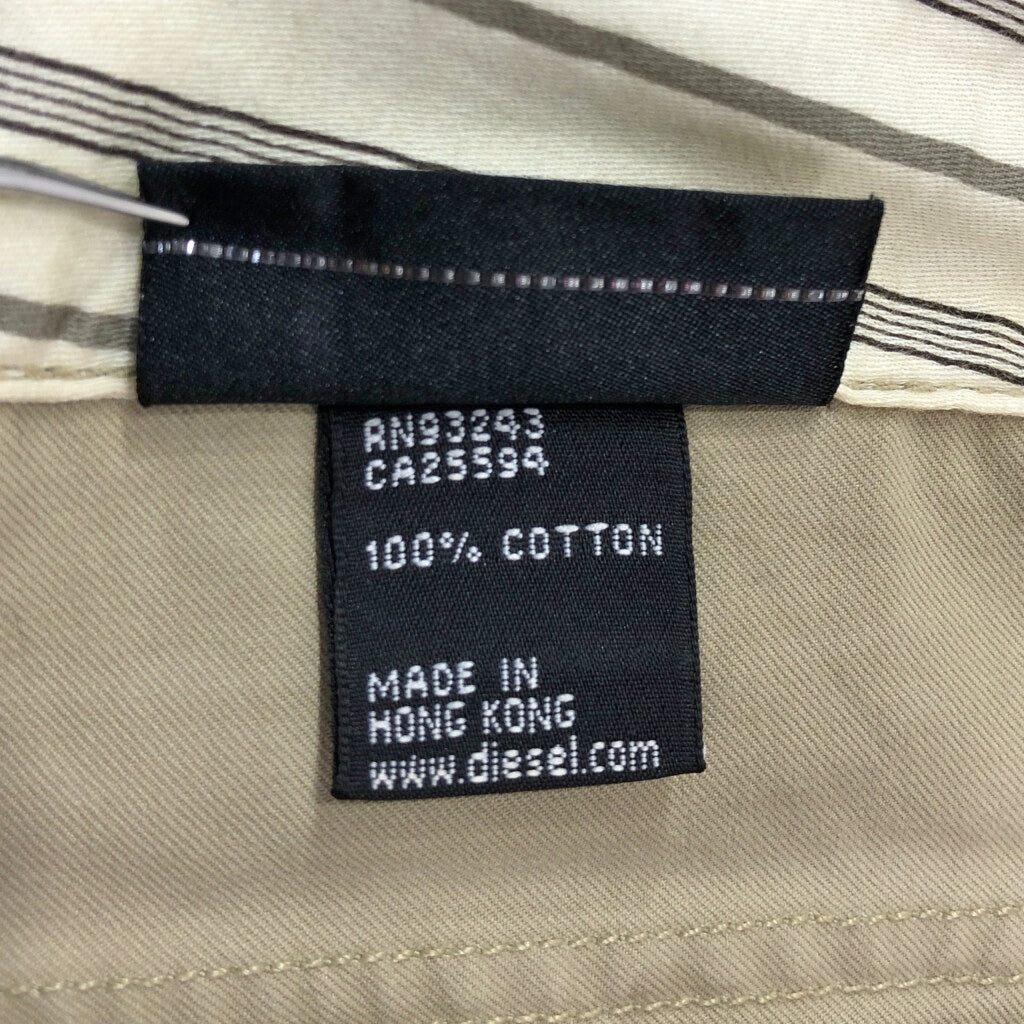 RN93243
CA25594
100% COTTON
MADE IN
HONG KONG
www.diesel.com